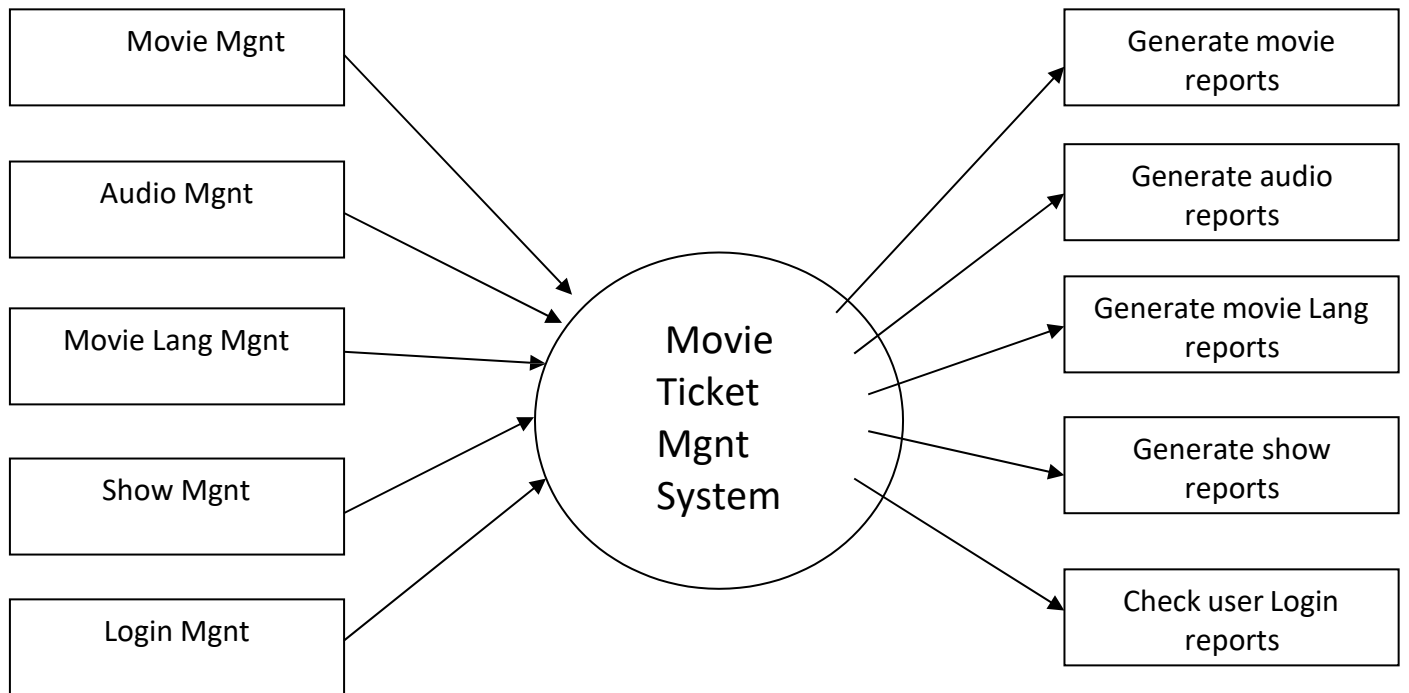 Movie Mgnt
Audio Mgnt
Movie Lang Mgnt
Show Mgnt
Login Mgnt
Movie
Ticket
Mgnt
System
Generate movie
reports
Generate audio
reports
Generate movie Lang
reports
Generate show
reports
Check user Login
reports